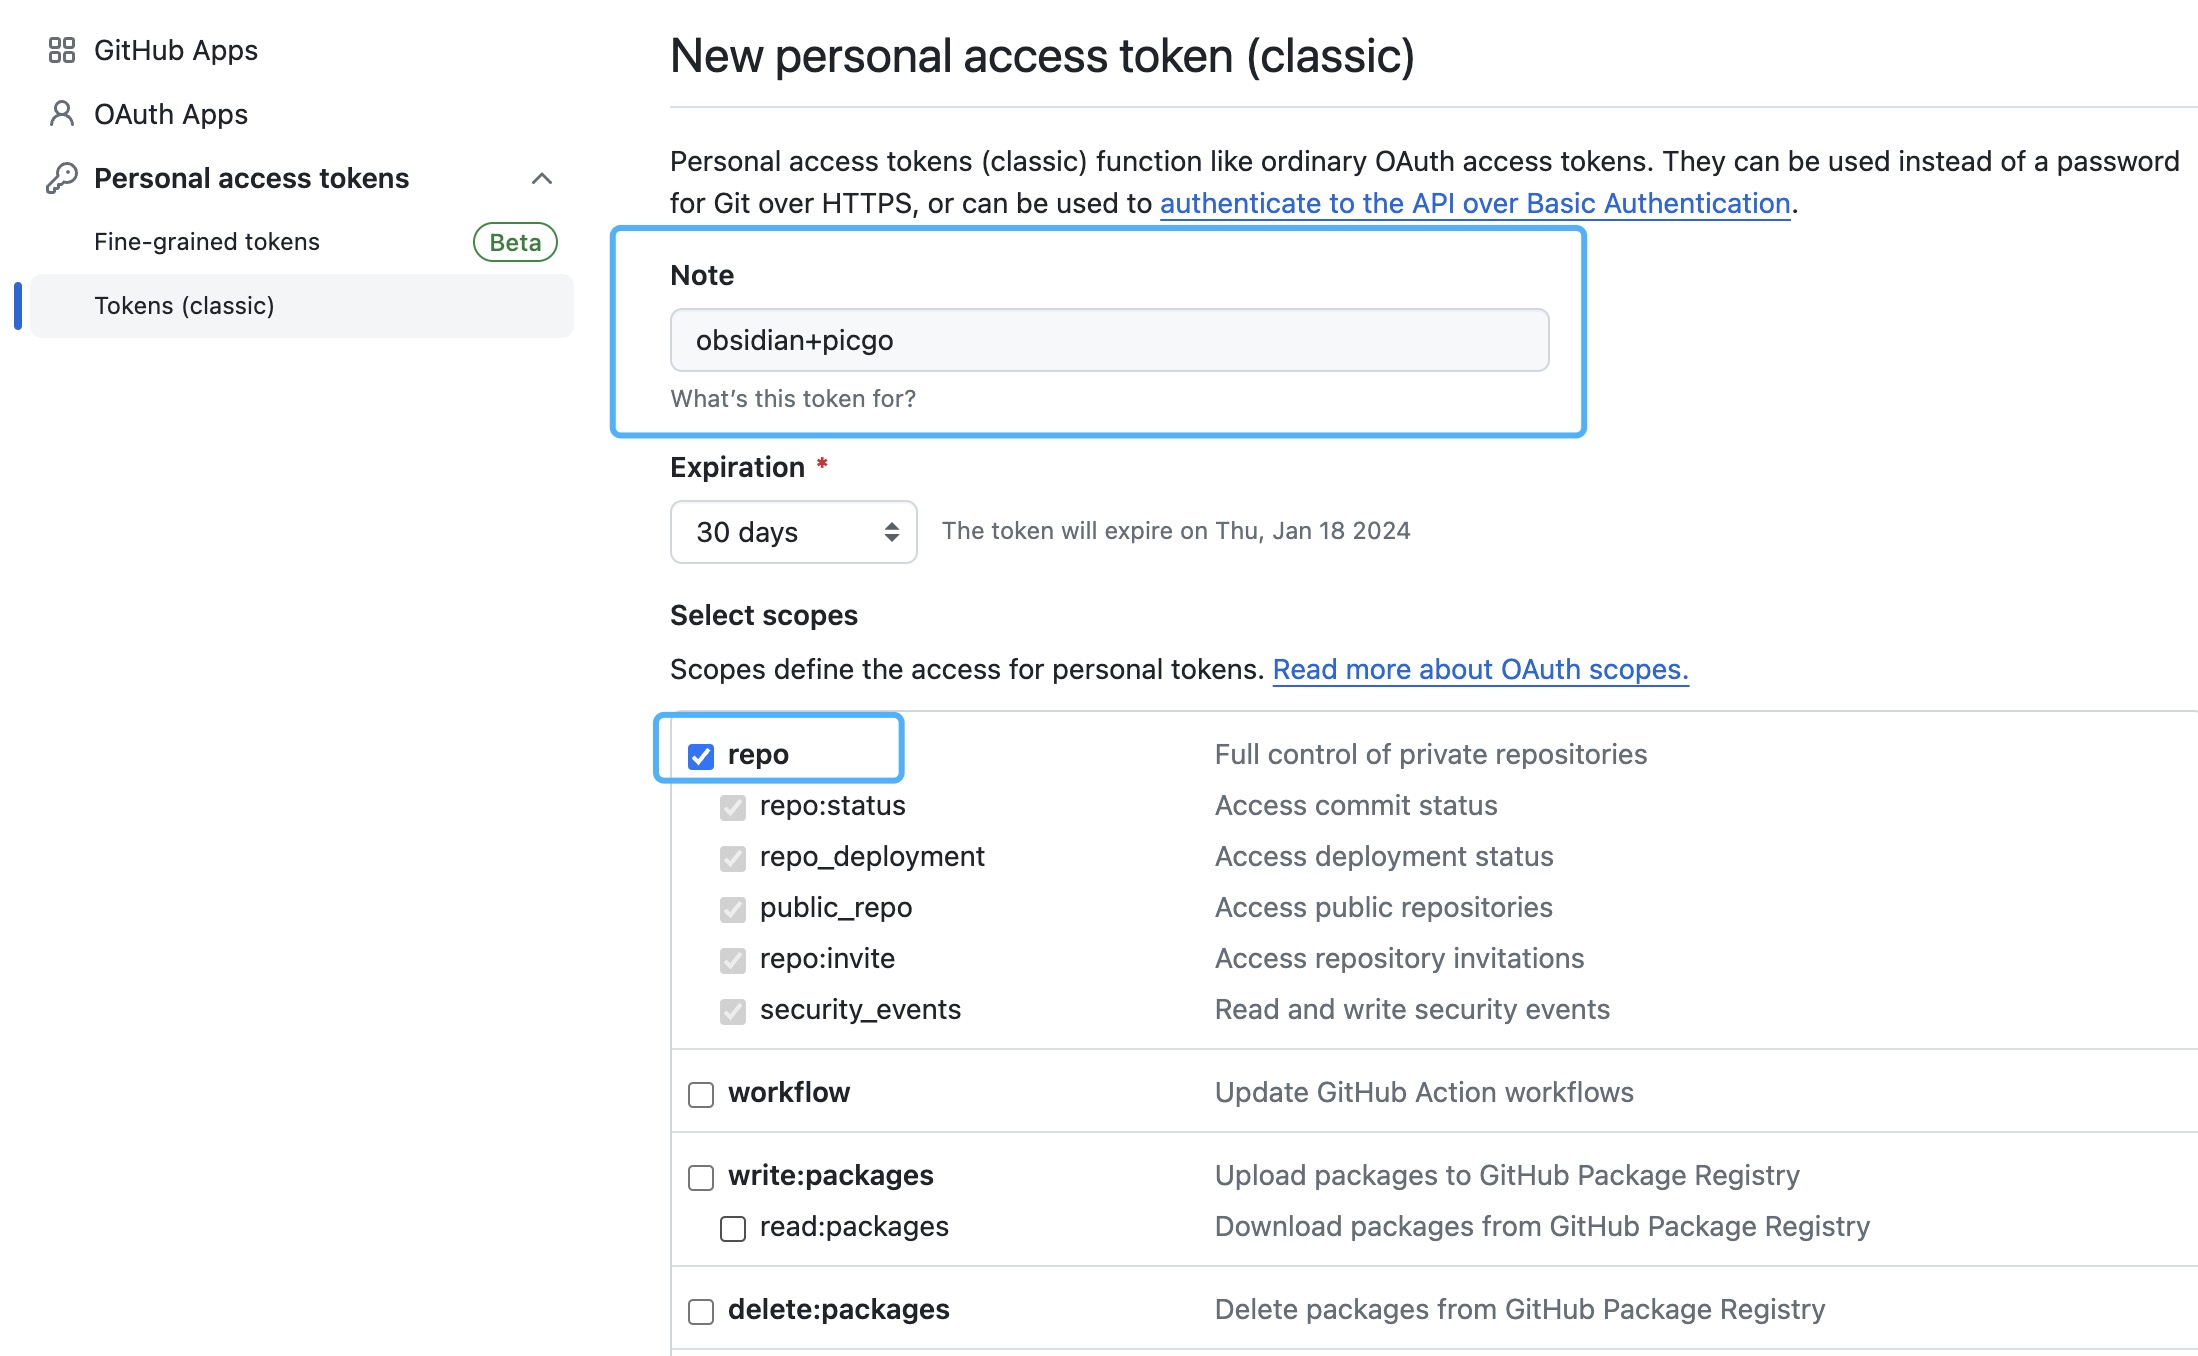 GitHub Apps
OAuth Apps
Personal access tokens
Fine-grained tokens Beta
Tokens (classic)
New personal access token (classic)
Personal access tokens (classic) function like ordinary OAuth access tokens. They can be used instead of a password
for Git over HTTPS, or can be used to authenticate to the API over Basic Authentication.
Note
obsidian+picgo
What's this token for?
Expiration *
30 days The token will expire on Thu, Jan 18 2024
Select scopes
Scopes define the access for personal tokens. Read more about OAuth scopes.
repo Full control of private repositories
repo:status Access commit status
repo_deployment Access deployment status
public_repo Access public repositories
repo:invite Access repository invitations
security_events Read and write security events
workflow Update GitHub Action workflows
write:packages Upload packages to GitHub Package Registry
read:packages Download packages from GitHub Package Registry
delete:packages Delete packages from GitHub Package Registry